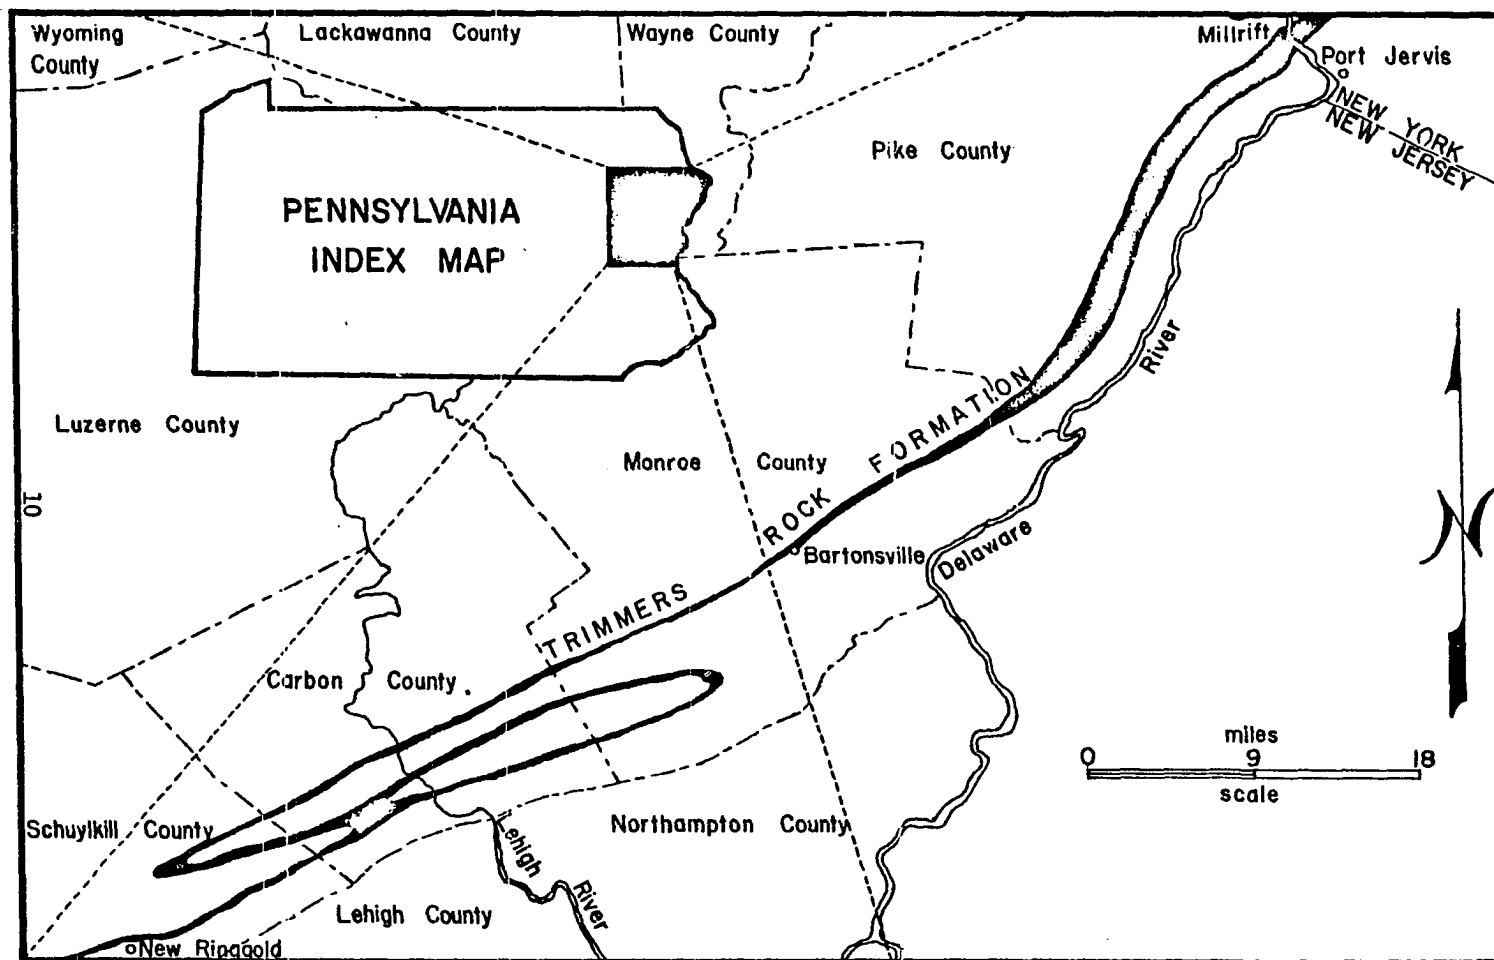 Wyoming
County
Lackawanna County
Wayne County
Millrift
Port Jervis
NEW YORK
NEW JERSEY
Pike County
PENNSYLVANIA
INDEX MAP
River
Luzerne County
Monroe County
TRIMMERS ROCK FORMATION
10
Bartonsville
Delaware
Carbon County
N
miles
0 9 18
scale
Schuylkill County
Northampton County
Lehigh River
Lehigh County
New Ringgold